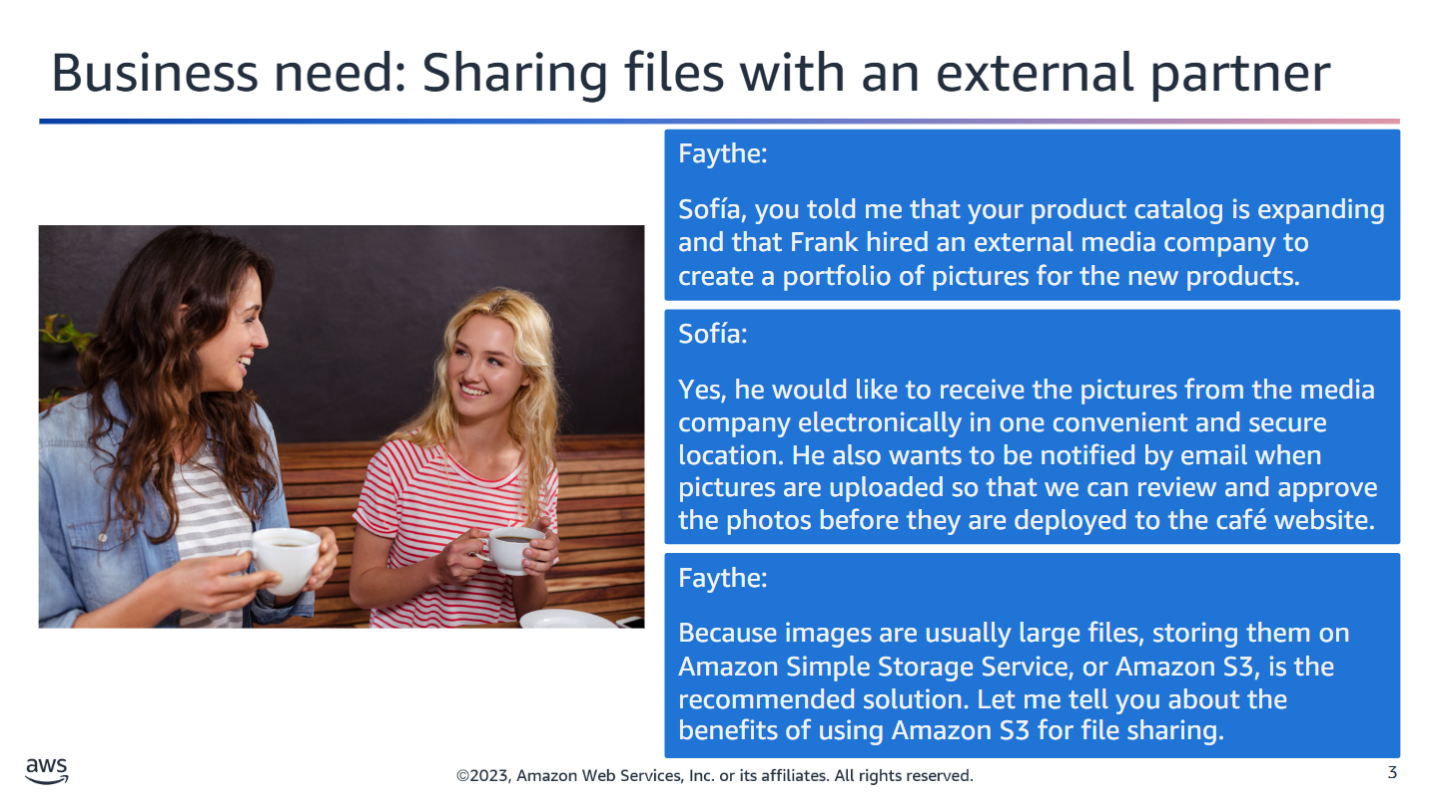 Business need: Sharing files with an external partner
Faythe:
Sofía, you told me that your product catalog is expanding
and that Frank hired an external media company to
create a portfolio of pictures for the new products.
Sofía:
Yes, he would like to receive the pictures from the media
company electronically in one convenient and secure
location. He also wants to be notified by email when
pictures are uploaded so that we can review and approve
the photos before they are deployed to the café website.
Faythe:
Because images are usually large files, storing them on
Amazon Simple Storage Service, or Amazon S3, is the
recommended solution. Let me tell you about the
benefits of using Amazon S3 for file sharing.
aws
©2023, Amazon Web Services, Inc. or its affiliates. All rights reserved.
3